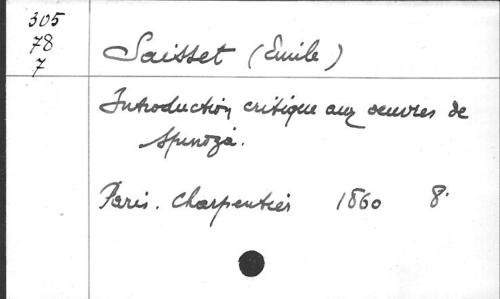 305
78
7
Saisset (Emile)
Introduction critique aux oeuvres de
Spinoza.
Paris. Charpentier 1860 8.